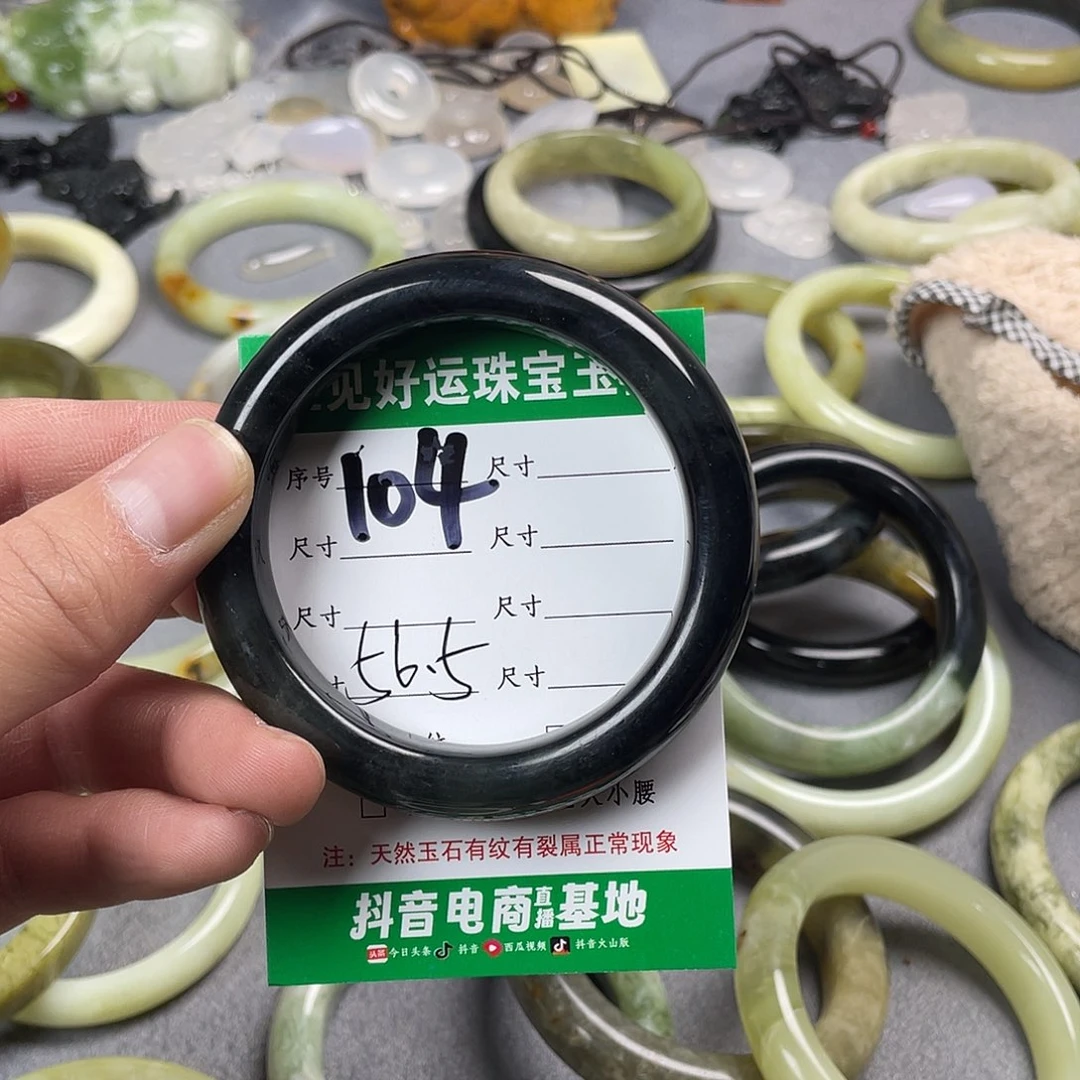 见好运珠宝玉
序号 104 尺寸
尺寸 尺寸
尺寸 尺寸
56.5 尺寸
小腰
注：天然玉石有纹有裂属正常现象
抖音电商直播基地
头条 今日头条 抖音 西瓜视频 抖音火山版